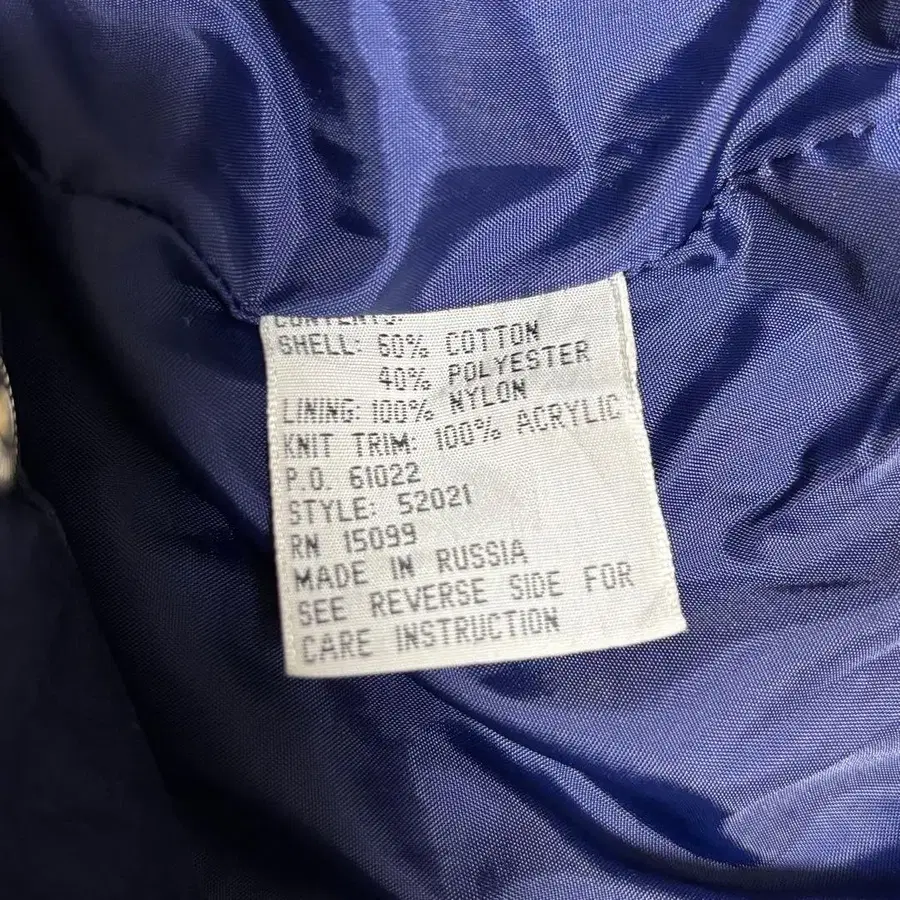 CONTENTS:
SHELL: 60% COTTON
40% POLYESTER
LINING: 100% NYLON
KNIT TRIM: 100% ACRYLIC
P.O. 61022
STYLE: 52021
RN 15099
MADE IN RUSSIA
SEE REVERSE SIDE FOR
CARE INSTRUCTION